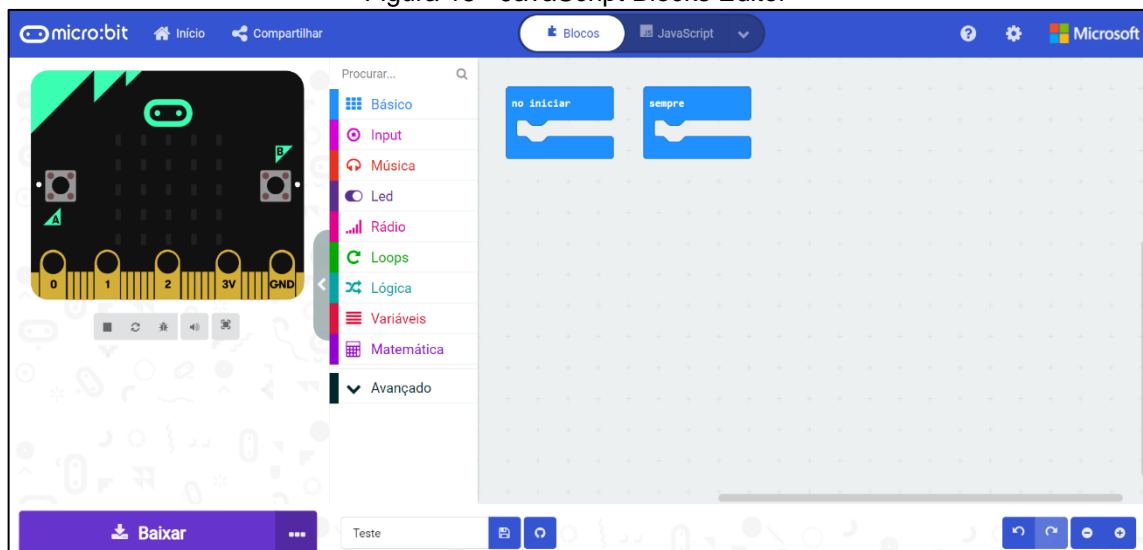 micro:bit Início Compartilhar Blocos JavaScript Microsoft
Procurar...
Básico
Input
Música
Led
Rádio
Loops
Lógica
Variáveis
Matemática
Avançado
no iniciar
sempre
B
A
0 1 2 3V GND
Baixar
Teste